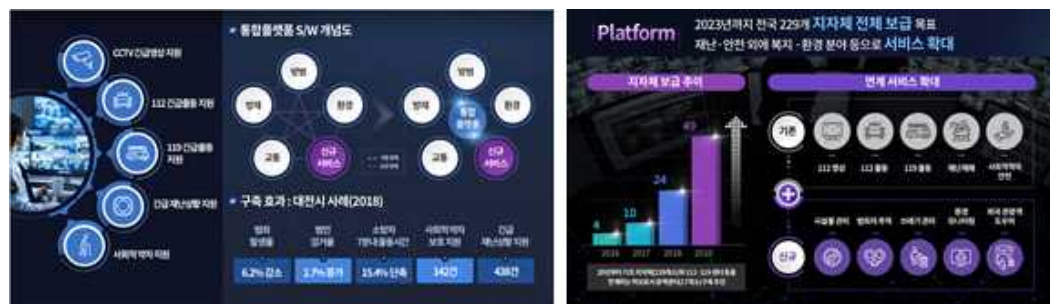 CCTV 긴급영상 지원
112 긴급출동 지원
119 긴급출동
지원
긴급 재난상황 지원
사회적 약자 지원
통합플랫폼 S/W 개념도
방범
방재
환경
교통
신규
서비스
방범
방재
통합
플랫폼
환경
교통
신규
서비스
구축 효과 : 대전시 사례(2018)
범죄
발생율
범인
검거율
소방차
7분내 출동시간
사회적 약자
보호 지원
긴급
재난상황 지원
6.2% 감소
2.7% 증가
15.4% 단축
142건
438건
Platform
2023년까지 전국 229개 지자체 전체 보급 목표
재난·안전 외에 복지·환경 분야 등으로 서비스 확대
지자체 보급 추이
4
10
24
49
2016
2017
2018
2019
연계 서비스 확대
기존
112 영상
112 출동
119 출동
재난재해
사회적약자
안전
시설물 관리
범죄자 추적
쓰레기 관리
환경
모니터링
외국 관광객
도우미
신규